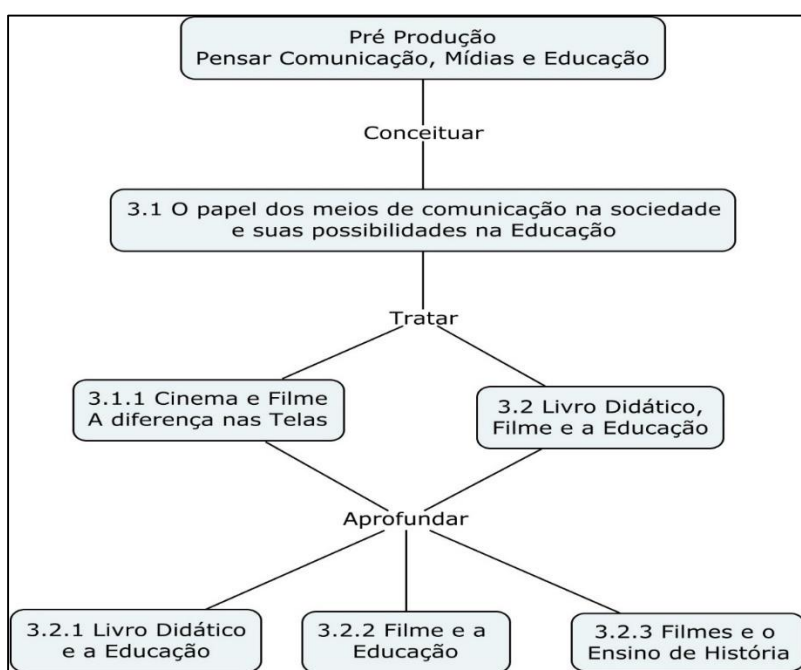 Pré Produção
Pensar Comunicação, Mídias e Educação
Conceituar
3.1 O papel dos meios de comunicação na sociedade
e suas possibilidades na Educação
Tratar
3.1.1 Cinema e Filme
A diferença nas Telas
3.2 Livro Didático,
Filme e a Educação
Aprofundar
3.2.1 Livro Didático
e a Educação
3.2.2 Filme e a
Educação
3.2.3 Filmes e o
Ensino de História